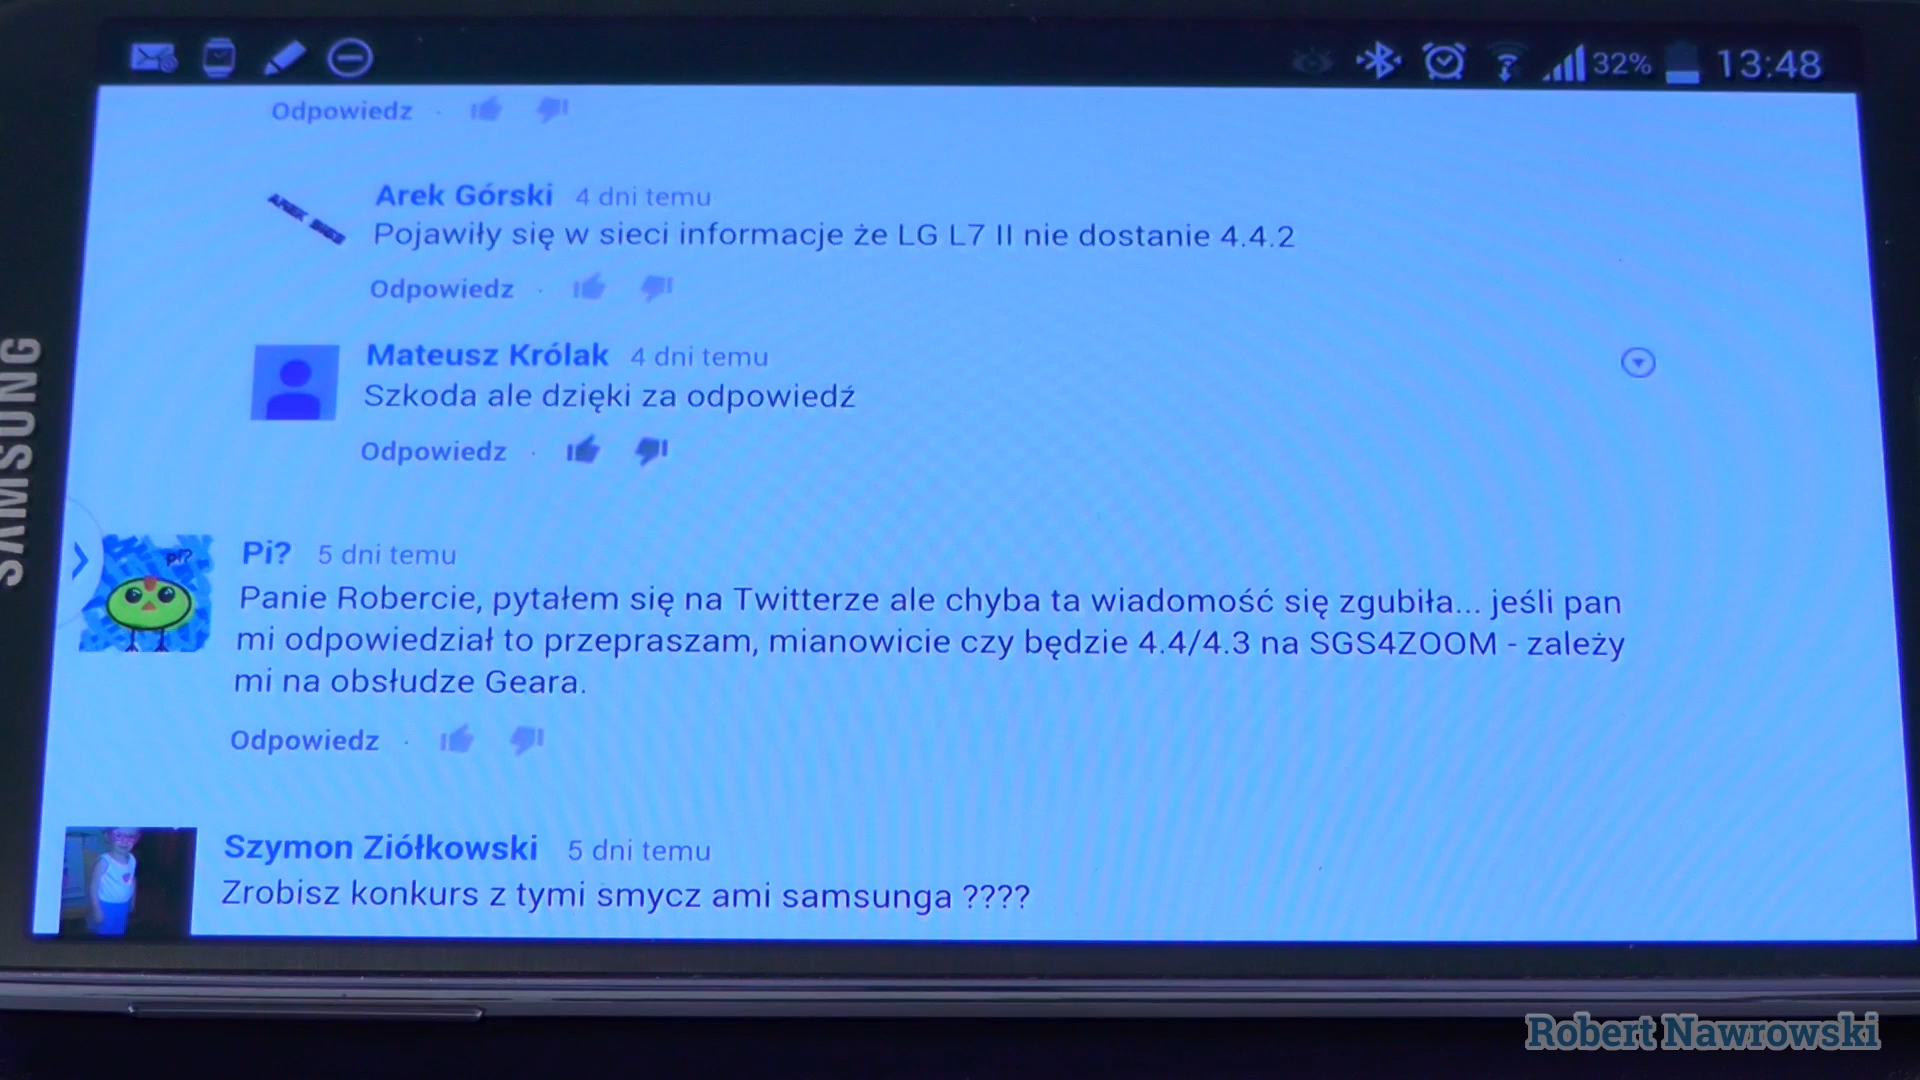 32% 13:48
Odpowiedz ·
Arek Górski 4 dni temu
Pojawiły się w sieci informacje że LG L7 II nie dostanie 4.4.2
Odpowiedz ·
Mateusz Królak 4 dni temu
Szkoda ale dzięki za odpowiedź
Odpowiedz ·
SAMSUNG
pi?
Pi? 5 dni temu
Panie Robercie, pytałem się na Twitterze ale chyba ta wiadomość się zgubiła... jeśli pan
mi odpowiedział to przepraszam, mianowicie czy będzie 4.4/4.3 na SGS4ZOOM - zależy
mi na obsłudze Geara.
Odpowiedz ·
Szymon Ziółkowski 5 dni temu
Zrobisz konkurs z tymi smycz ami samsunga ????
Robert Nawrowski